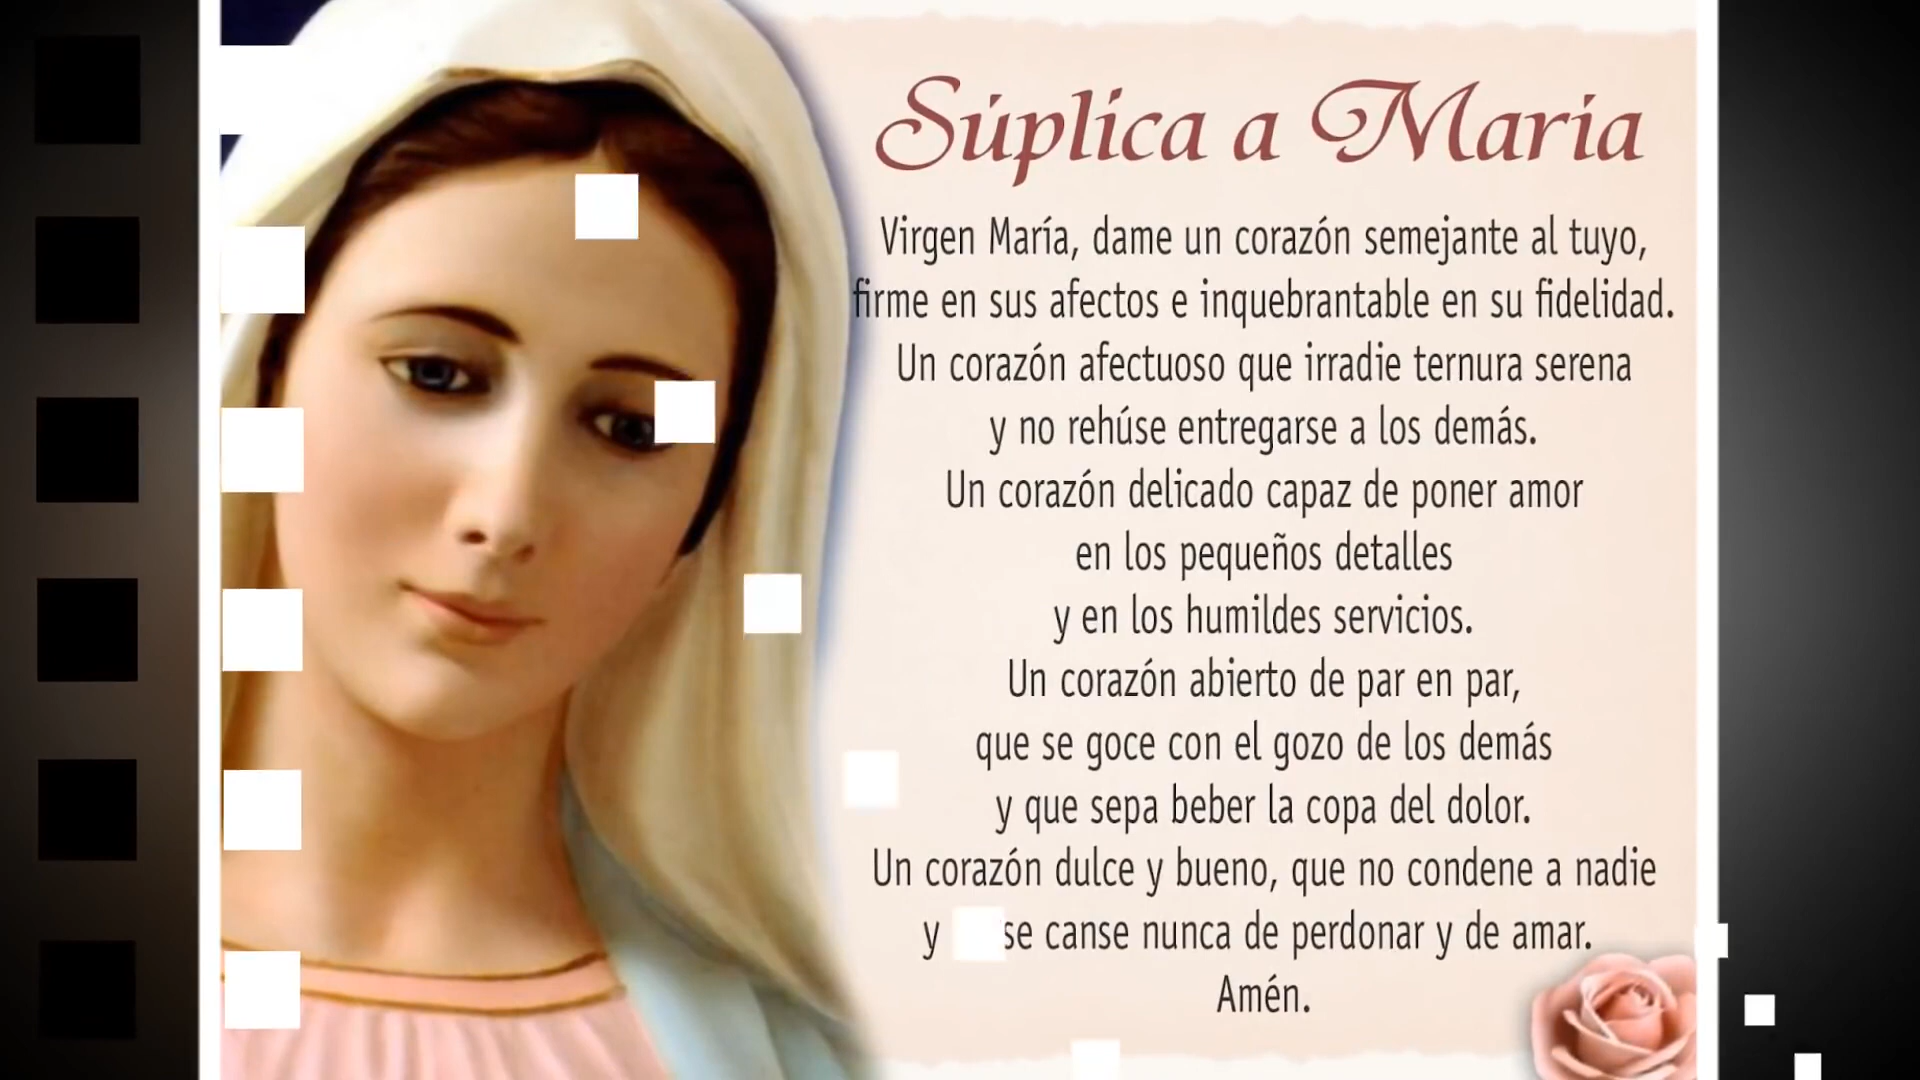 Súplica a María
Virgen María, dame un corazón semejante al tuyo,
firme en sus afectos e inquebrantable en su fidelidad.
Un corazón afectuoso que irradie ternura serena
y no rehúse entregarse a los demás.
Un corazón delicado capaz de poner amor
en los pequeños detalles
y en los humildes servicios.
Un corazón abierto de par en par,
que se goce con el gozo de los demás
y que sepa beber la copa del dolor.
Un corazón dulce y bueno, que no condene a nadie
y se canse nunca de perdonar y de amar.
Amén.